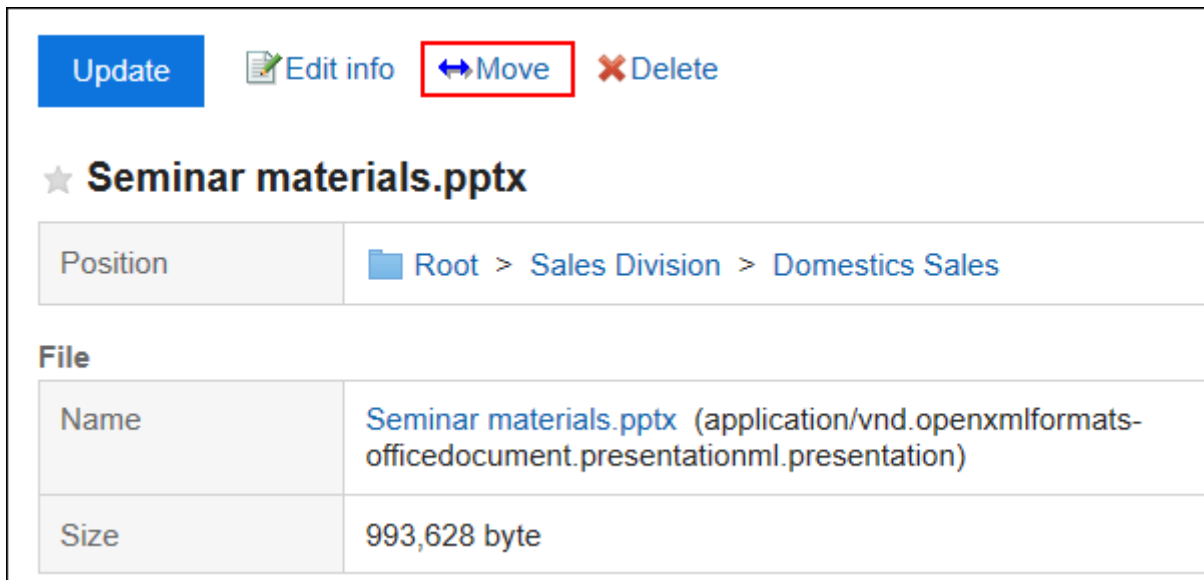 Update Edit info Move Delete
Seminar materials.pptx
Position Root > Sales Division > Domestics Sales
File
Name Seminar materials.pptx (application/vnd.openxmlformats-
officedocument.presentationml.presentation)
Size 993,628 byte